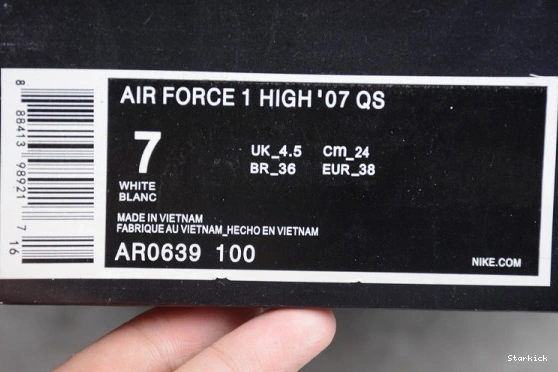 AIR FORCE 1 HIGH '07 QS
7
UK_4.5 Cm_24
BR_36 EUR_38
WHITE
BLANC
MADE IN VIETNAM
FABRIQUE AU VIETNAM_HECHO EN VIETNAM
AR0639 100
NIKE.COM
8 88413 98921 7 16
Starkick